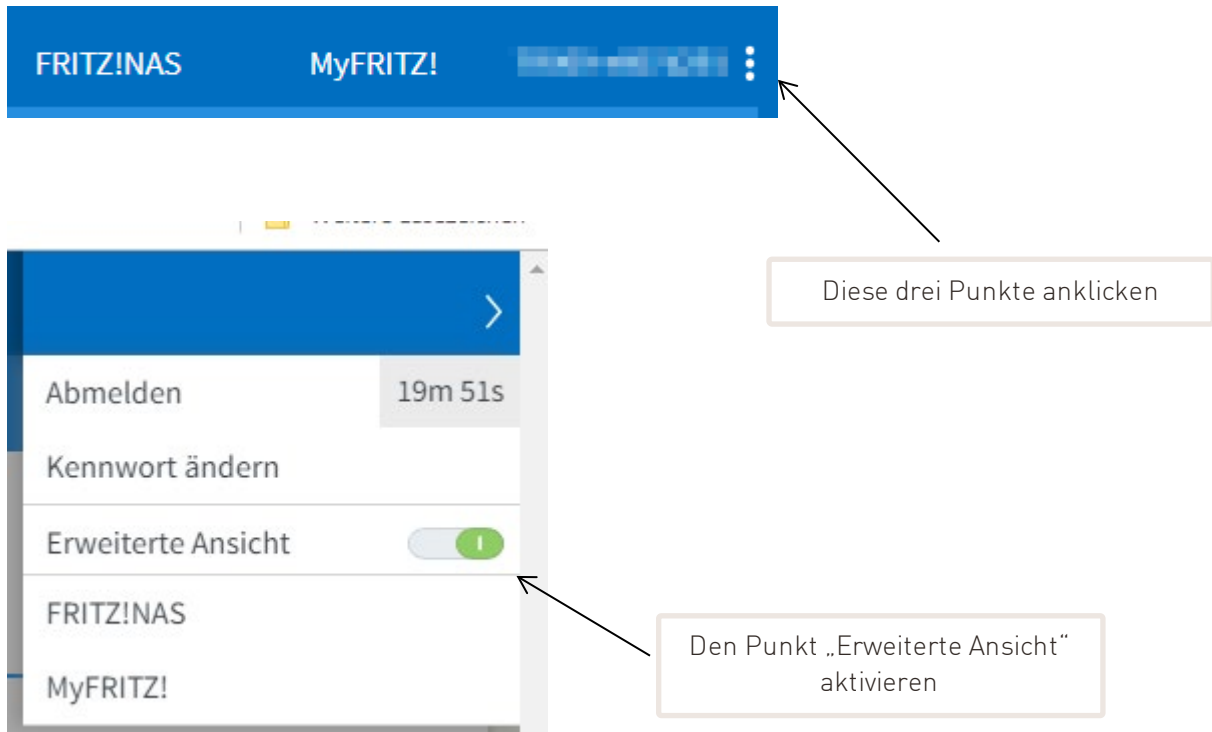 FRITZ!NAS MyFRITZ!
Diese drei Punkte anklicken
Abmelden 19m 51s
Kennwort ändern
Erweiterte Ansicht
FRITZ!NAS
MyFRITZ!
Den Punkt „Erweiterte Ansicht“
aktivieren